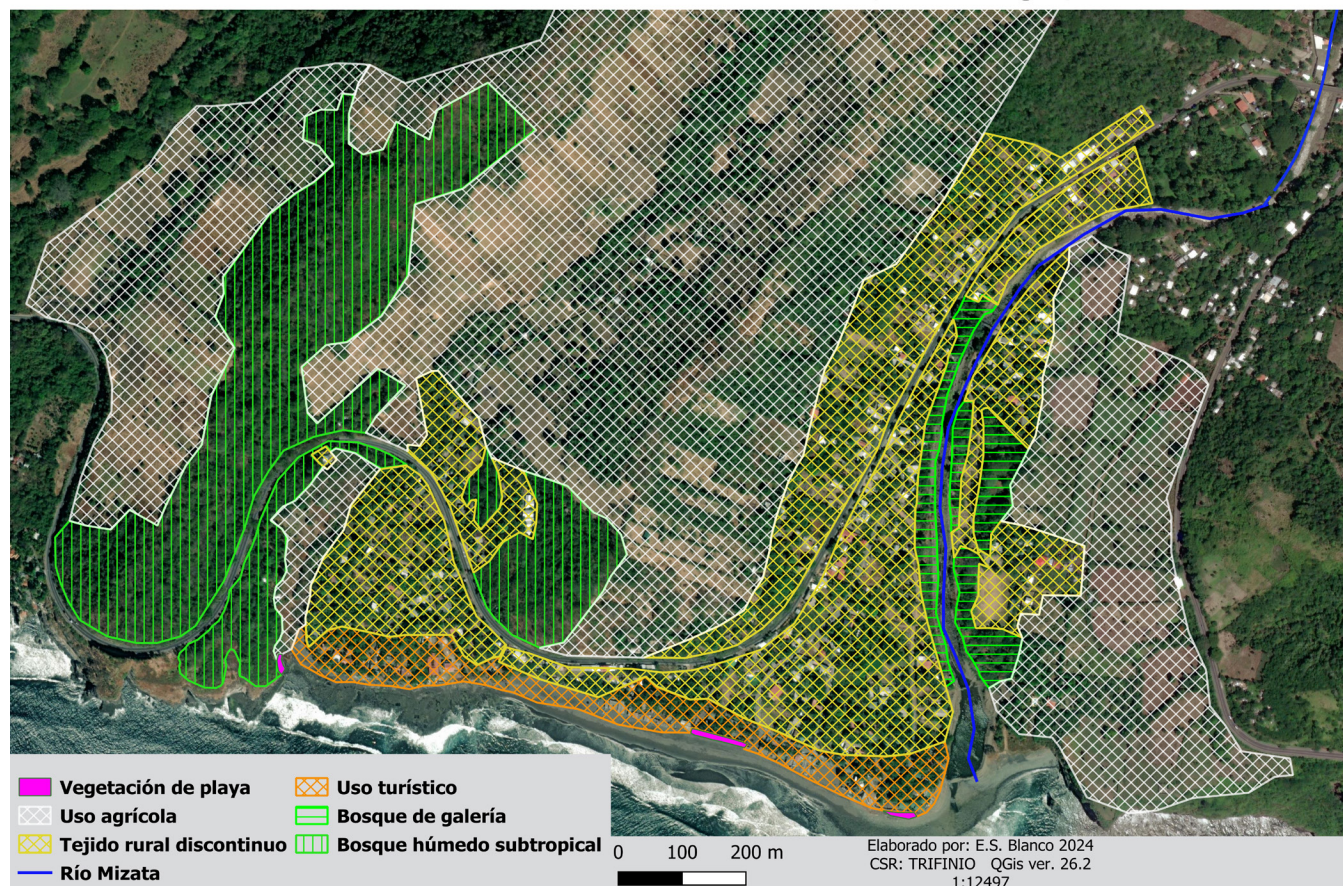 Vegetación de playa
Uso turístico
Uso agrícola
Bosque de galería
Tejido rural discontinuo
Bosque húmedo subtropical
Río Mizata
0 100 200 m
Elaborado por: E.S. Blanco 2024
CSR: TRIFINIO QGis ver. 26.2
1:12497